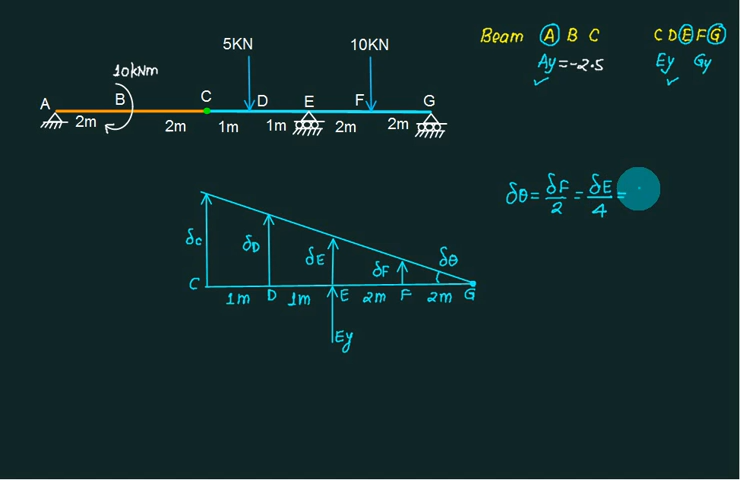 Beam A B C C D E F G
Ay = -2.5 Ey Gy
5KN 10KN
10kNm
A B C D E F G
2m 2m 1m 1m 2m 2m
δθ = δF/2 = δE/4 =
δC δD δE δF δθ
C D E F G
1m 1m 2m 2m
Ey